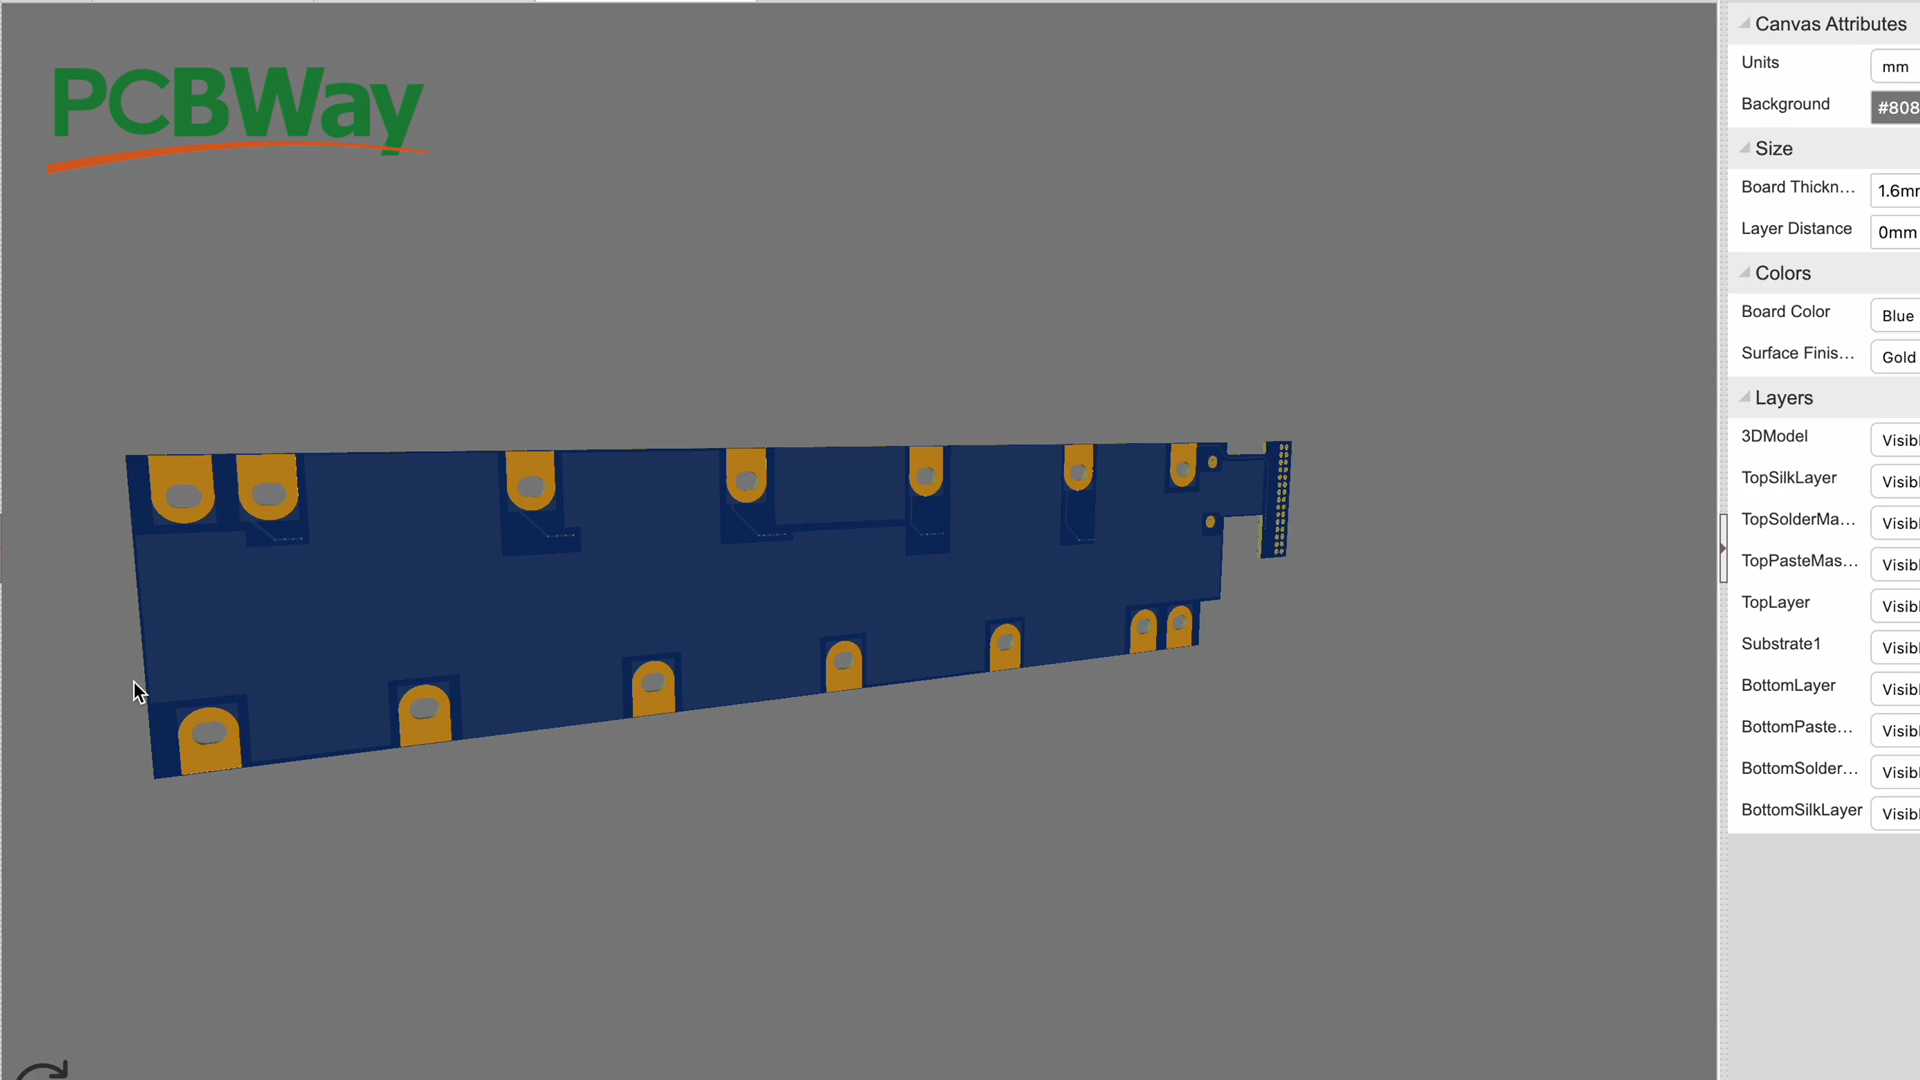 PCBWay
Canvas Attributes
Units mm
Background #808
Size
Board Thickn... 1.6mm
Layer Distance 0mm
Colors
Board Color Blue
Surface Finis... Gold
Layers
3DModel Visibl
TopSilkLayer Visibl
TopSolderMa... Visibl
TopPasteMas... Visibl
TopLayer Visibl
Substrate1 Visibl
BottomLayer Visibl
BottomPaste... Visibl
BottomSolder... Visibl
BottomSilkLayer Visibl